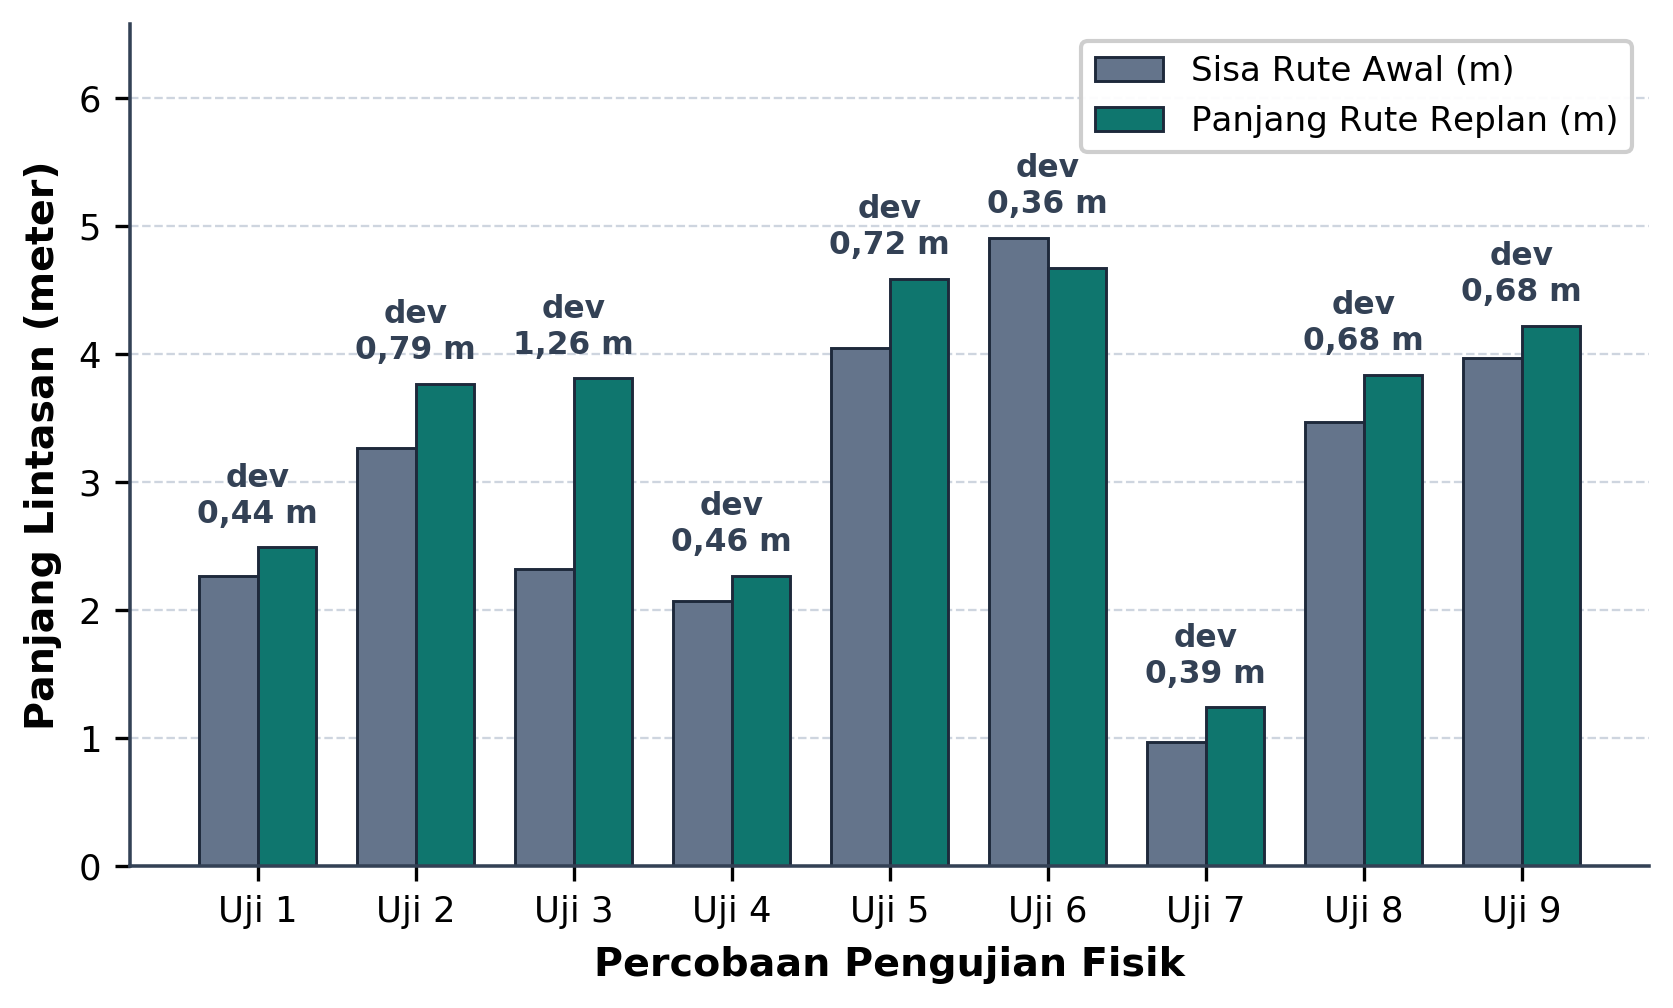 Sisa Rute Awal (m)
Panjang Rute Replan (m)
Panjang Lintasan (meter)
6
5
4
3
2
1
0
dev
0,44 m
dev
0,79 m
dev
1,26 m
dev
0,46 m
dev
0,72 m
dev
0,36 m
dev
0,39 m
dev
0,68 m
dev
0,68 m
Uji 1
Uji 2
Uji 3
Uji 4
Uji 5
Uji 6
Uji 7
Uji 8
Uji 9
Percobaan Pengujian Fisik